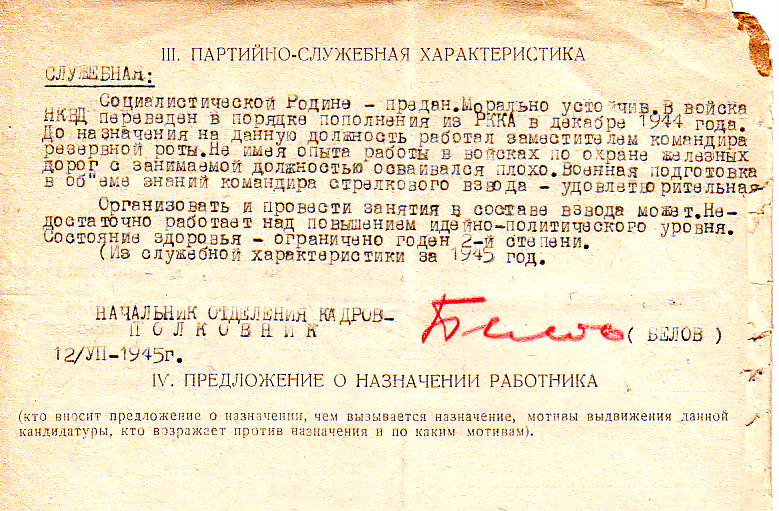 III. ПАРТИЙНО-СЛУЖЕБНАЯ ХАРАКТЕРИСТИКА
СЛУЖЕБНАЯ:
Социалистической Родине - предан.Морально устойчив.В войска
НКВД переведен в порядке пополнения из РККА в декабре 1944 года.
До назначения на данную должность работал заместителем командира
резервной роты.Не имея опыта работы в войсках по охране железных
дорог с занимаемой должностью осваивался плохо.Военная подготовка
в об"еме знаний командира стрелкового взвода - удовлетворительная
Организовать и провести занятия в составе взвода может.Не-
достаточно работает над повышением идейно-политического уровня.
Состояние здоровья - ограничено годен 2-й степени.
(Из служебной характеристики за 1945 год.
НАЧАЛЬНИК ОТДЕЛЕНИЯ КАДРОВ-
ПОЛКОВНИК
Белов ( БЕЛОВ )
12/УП-1945г.
IV. ПРЕДЛОЖЕНИЕ О НАЗНАЧЕНИИ РАБОТНИКА
(кто вносит предложение о назначении, чем вызывается назначение, мотивы выдвижения данной
кандидатуры, кто возражает против назначения и по каким мотивам).